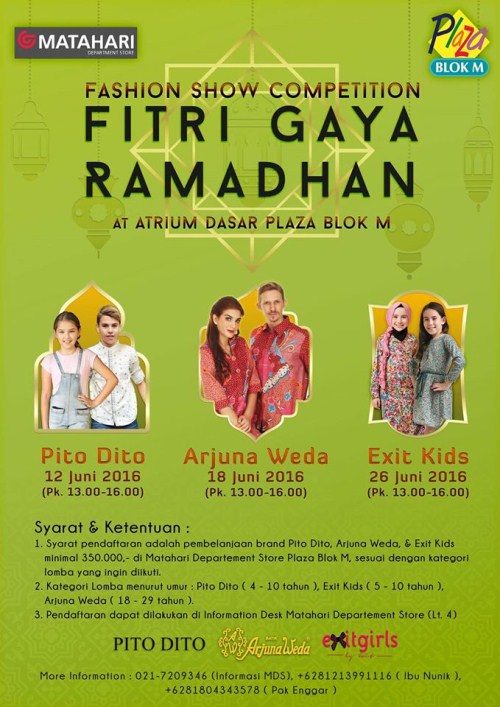 MATAHARI
DEPARTMENT STORE
Plaza
BLOK M
FASHION SHOW COMPETITION
FITRI GAYA
RAMADHAN
AT ATRIUM DASAR PLAZA BLOK M
Pito Dito
12 Juni 2016
(Pk. 13.00-16.00)
Arjuna Weda
18 Juni 2016
(Pk. 13.00-16.00)
Exit Kids
26 Juni 2016
(Pk. 13.00-16.00)
Syarat & Ketentuan :
1. Syarat pendaftaran adalah pembelanjaan brand Pito Dito, Arjuna Weda, & Exit Kids
minimal 350.000,- di Matahari Departement Store Plaza Blok M, sesuai dengan kategori
lomba yang ingin diikuti.
2. Kategori Lomba menurut umur : Pito Dito ( 4 - 10 tahun ), Exit Kids ( 5 - 10 tahun ),
Arjuna Weda ( 18 - 29 tahun ).
3. Pendaftaran dapat dilakukan di Information Desk Matahari Departement Store (Lt. 4)
PITO DITO
ArjunaWeda
exitgirls
More Information : 021-7209346 (Informasi MDS), +6281213991116 ( Ibu Nunik ),
+6281804343578 ( Pak Enggar )